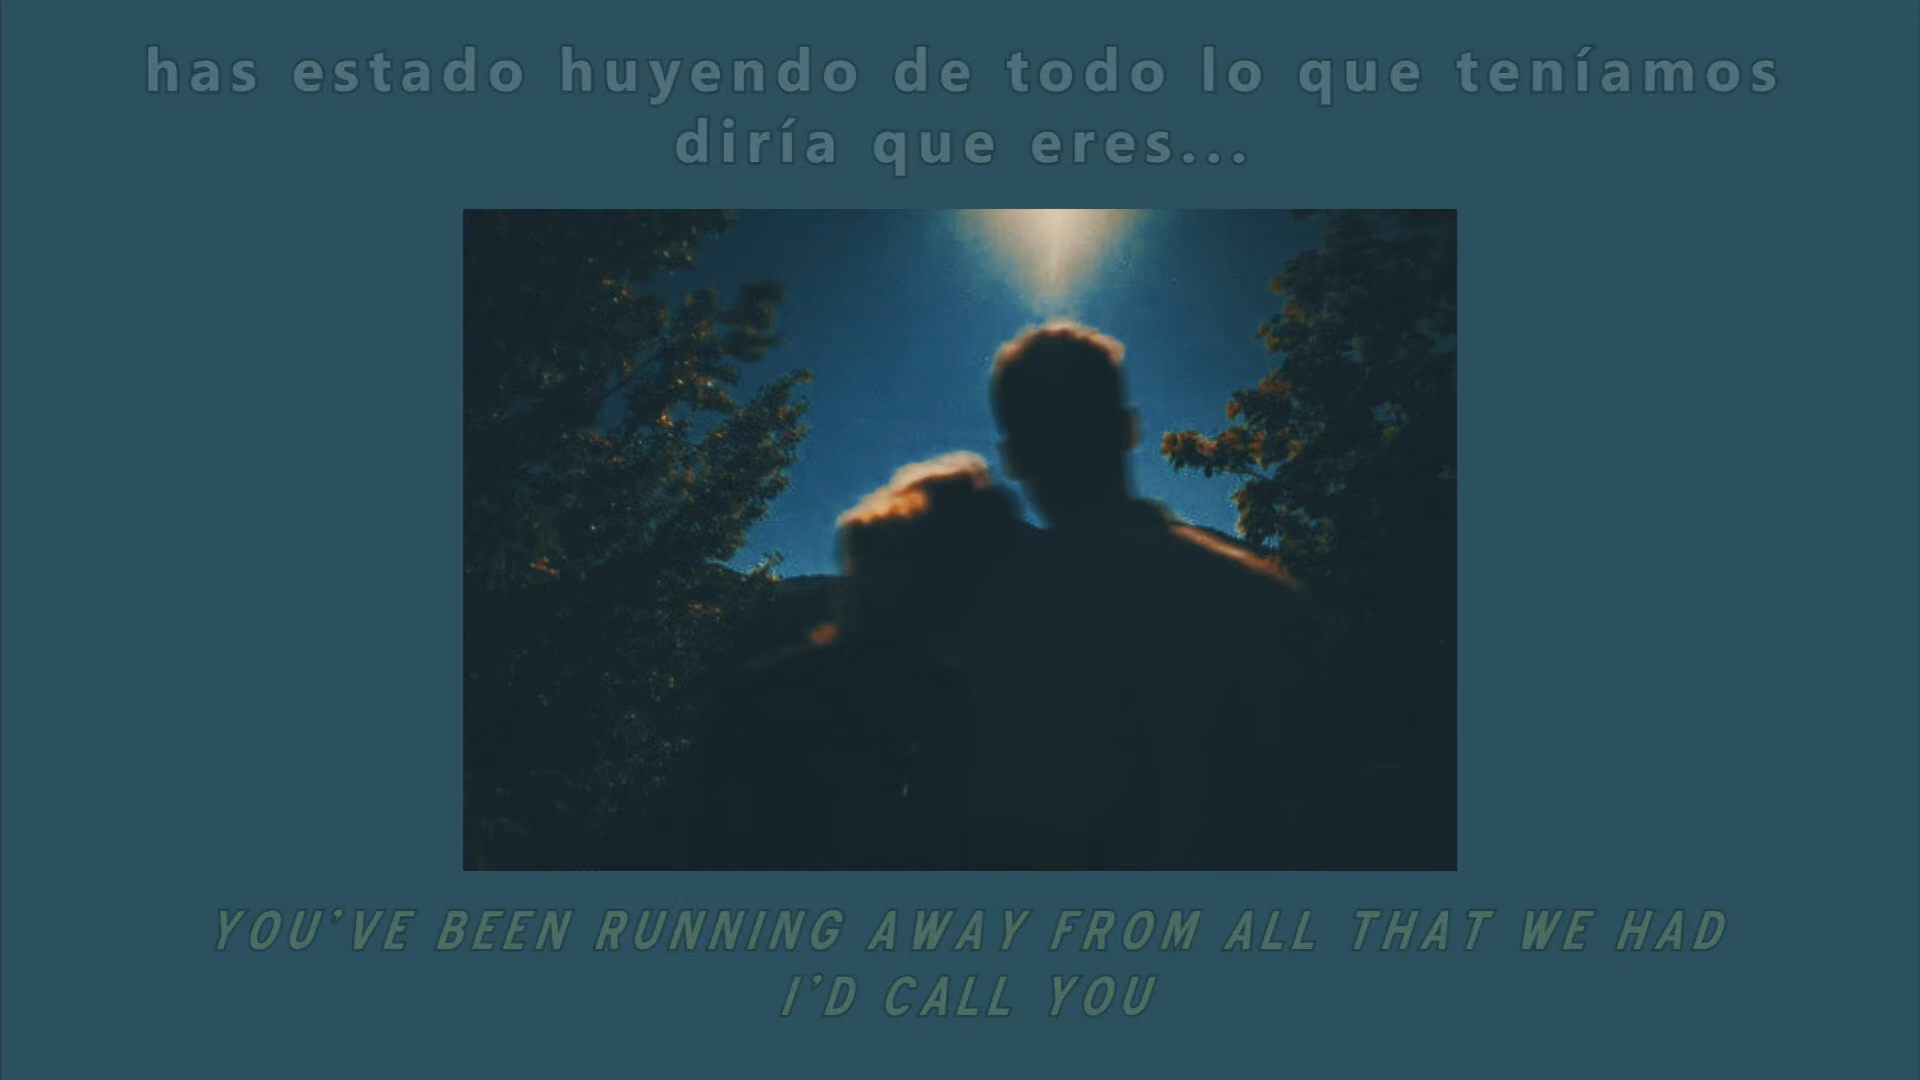 has estado huyendo de todo lo que teníamos
diría que eres...
YOU'VE BEEN RUNNING AWAY FROM ALL THAT WE HAD
I'D CALL YOU